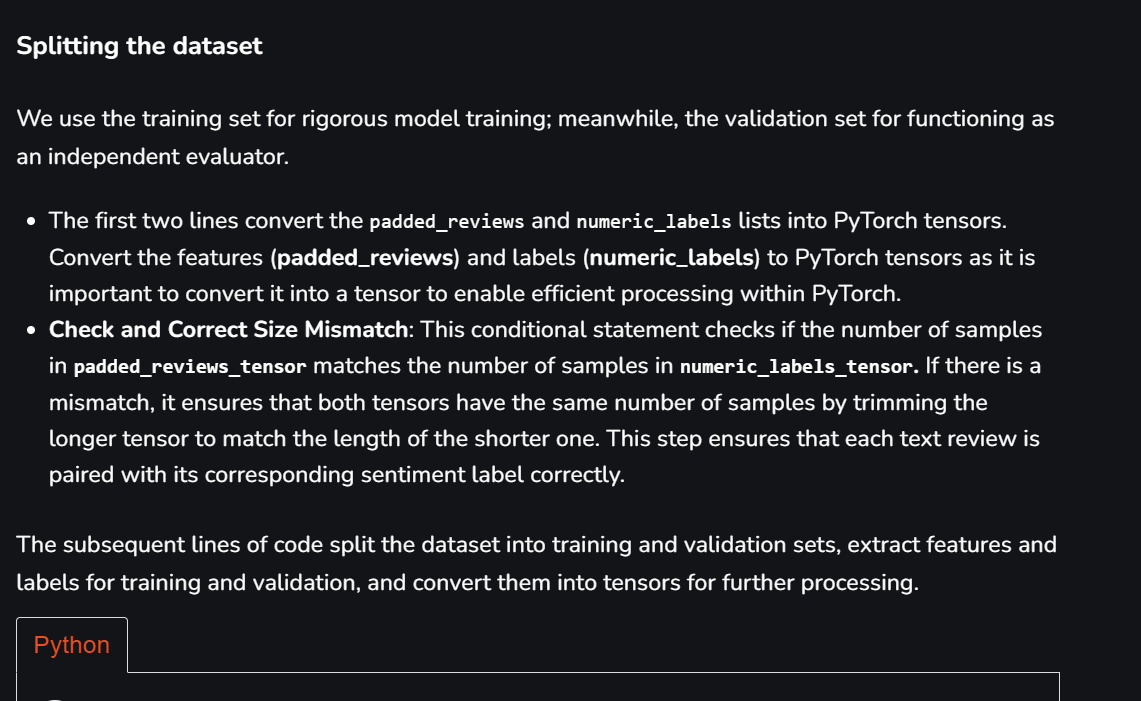 Splitting the dataset
We use the training set for rigorous model training; meanwhile, the validation set for functioning as
an independent evaluator.
• The first two lines convert the padded_reviews and numeric_labels lists into PyTorch tensors.
Convert the features (padded_reviews) and labels (numeric_labels) to PyTorch tensors as it is
important to convert it into a tensor to enable efficient processing within PyTorch.
• Check and Correct Size Mismatch: This conditional statement checks if the number of samples
in padded_reviews_tensor matches the number of samples in numeric_labels_tensor. If there is a
mismatch, it ensures that both tensors have the same number of samples by trimming the
longer tensor to match the length of the shorter one. This step ensures that each text review is
paired with its corresponding sentiment label correctly.
The subsequent lines of code split the dataset into training and validation sets, extract features and
labels for training and validation, and convert them into tensors for further processing.
Python